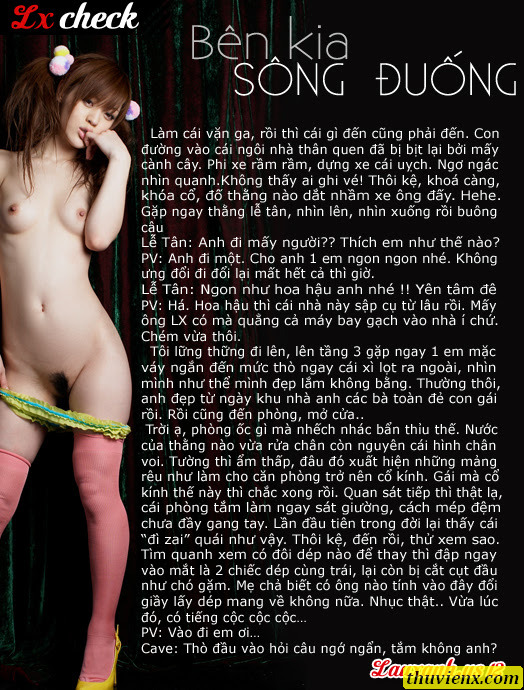 Lx check
Bên kia
SÔNG ĐUỐNG
Làm cái vặn ga, rồi thì cái gì đến cũng phải đến. Con
đường vào cái ngôi nhà thân quen đã bị bịt lại bởi mấy
cành cây. Phi xe rầm rầm, dựng xe cái uỵch. Ngơ ngác
nhìn quanh.Không thấy ai ghi vé! Thôi kệ, khoá càng,
khóa cổ, đố thằng nào dắt nhầm xe ông đấy. Hehe.
Gặp ngay thằng lễ tân, nhìn lên, nhìn xuống rồi buông
câu
Lễ Tân: Anh đi mấy người?? Thích em như thế nào?
PV: Anh đi một. Cho anh 1 em ngon ngon nhé. Không
ưng đổi đi đổi lại mất hết cả thì giờ.
Lễ Tân: Ngon như hoa hậu anh nhé !! Yên tâm đê
PV: Há. Hoa hậu thì cái nhà này sập cụ từ lâu rồi. Mấy
ông LX có mà quẳng cả máy bay gạch vào nhà í chứ.
Chém vừa thôi.
Tôi lững thững đi lên, lên tầng 3 gặp ngay 1 em mặc
váy ngắn đến mức thò ngay cái xì lọt ra ngoài, nhìn
mình như thể mình đẹp lắm không bằng. Thường thôi,
anh đẹp từ ngày khu nhà anh các bà toàn đẻ con gái
rồi. Rồi cũng đến phòng, mở cửa..
Trời ạ, phòng ốc gì mà nhếch nhác bẩn thỉu thế. Nước
của thằng nào vừa rửa chân còn nguyên cái hình chân
voi. Tường thì ẩm thấp, đâu đó xuất hiện những mảng
rêu như làm cho căn phòng trở nên cổ kính. Gái mà cổ
kính thế này thì chắc xong rồi. Quan sát tiếp thì thật lạ,
cái phòng tắm làm ngay sát giường, cách mép đệm
chưa đầy gang tay. Lần đầu tiên trong đời lại thấy cái
“đì zai” quái như vậy. Thôi kệ, đến rồi, thử xem sao.
Tìm quanh xem có đôi dép nào để thay thì đập ngay
vào mắt là 2 chiếc dép cùng trái, lại còn bị cắt cụt đầu
như chó gặm. Mẹ chả biết có ông nào tính vào đây đổi
giầy lấy dép mang về không nữa. Nhục thật.. Vừa lúc
đó, có tiếng cộc cộc cộc…
PV: Vào đi em ơi…
Cave: Thò đầu vào hỏi câu ngớ ngẩn, tắm không anh?
thuvienx.com